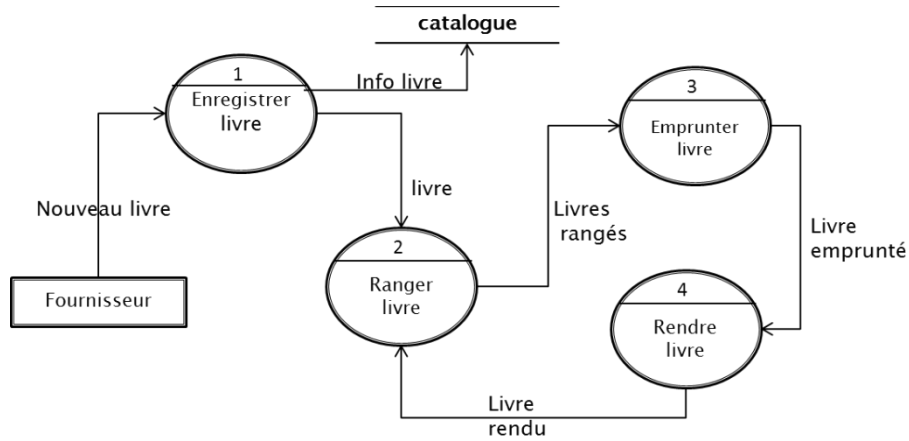 catalogue
1
Enregistrer
livre
Info livre
3
Emprunter
livre
Nouveau livre
livre
Livres
rangés
Livre
emprunté
2
Ranger
livre
Fournisseur
4
Rendre
livre
Livre
rendu